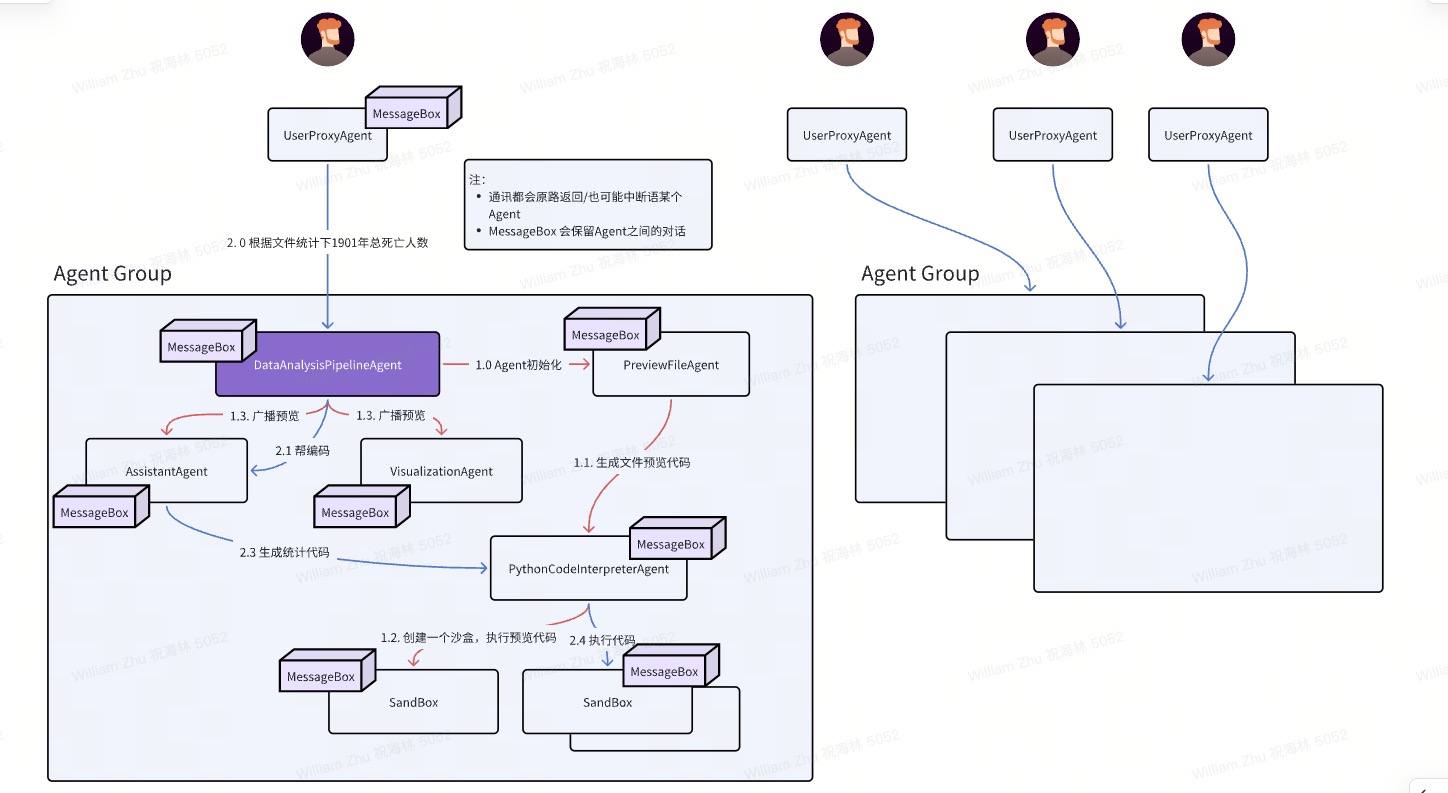 MessageBox
UserProxyAgent
UserProxyAgent
UserProxyAgent
UserProxyAgent
注：
通讯都会原路返回/也可能中断语某个
Agent
MessageBox 会保留Agent之间的对话
2. 0 根据文件统计下1901年总死亡人数
Agent Group
Agent Group
MessageBox
DataAnalysisPipelineAgent
1.0 Agent初始化
MessageBox
PreviewFileAgent
1.3. 广播预览
1.3. 广播预览
2.1 帮编码
AssistantAgent
MessageBox
VisualizationAgent
MessageBox
1.1. 生成文件预览代码
2.3 生成统计代码
MessageBox
PythonCodeInterpreterAgent
1.2. 创建一个沙盒，执行预览代码
2.4 执行代码
MessageBox
SandBox
MessageBox
SandBox
William Zhu 祝海林 5052